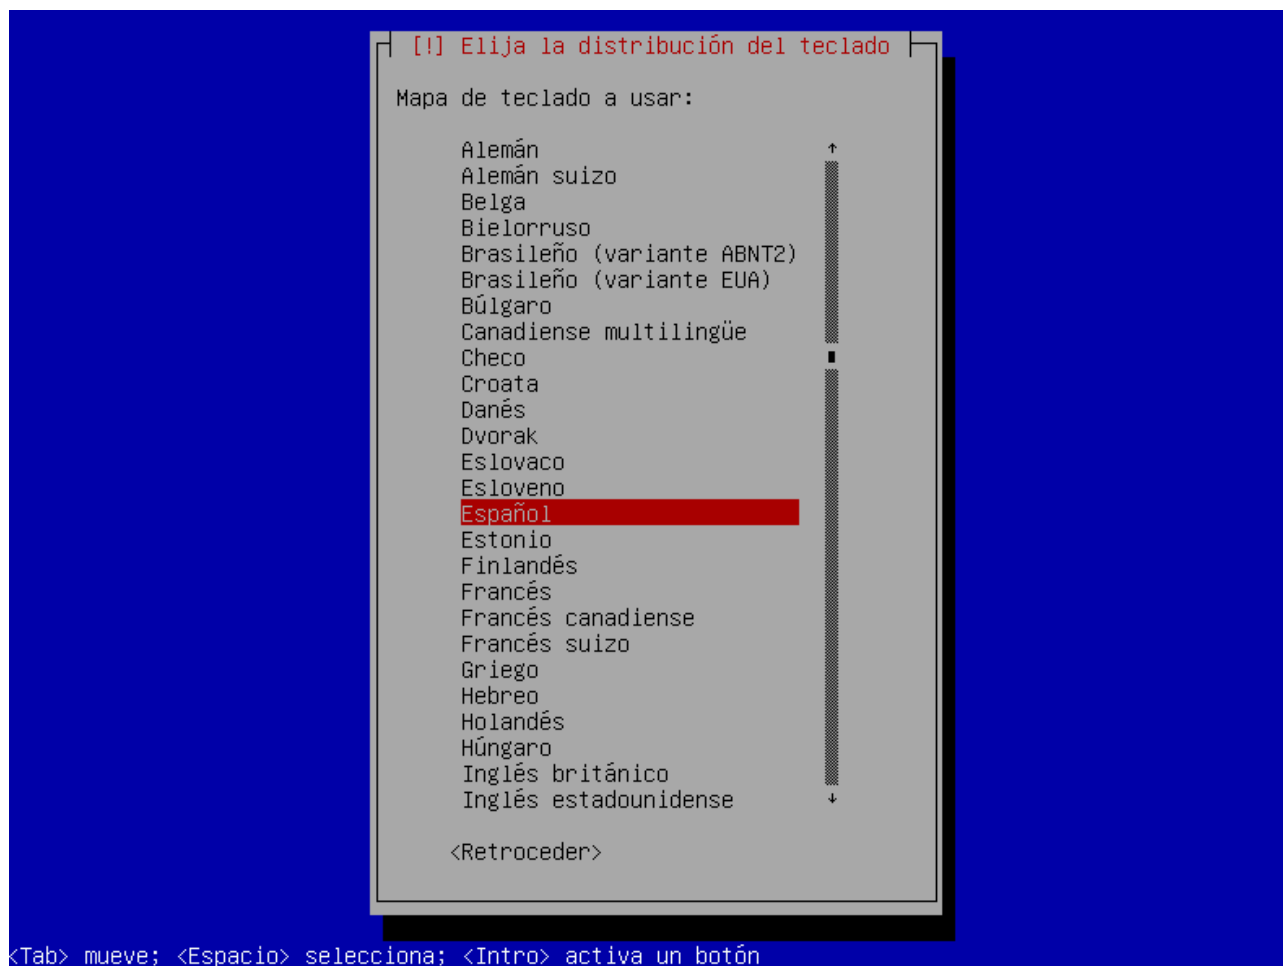 [!] Elija la distribución del teclado
Mapa de teclado a usar:
Alemán
Alemán suizo
Belga
Bielorruso
Brasileño (variante ABNT2)
Brasileño (variante EUA)
Búlgaro
Canadiense multilingüe
Checo
Croata
Danés
Dvorak
Eslovaco
Esloveno
Español
Estonio
Finlandés
Francés
Francés canadiense
Francés suizo
Griego
Hebreo
Holandés
Húngaro
Inglés británico
Inglés estadounidense
<Retroceder>
<Tab> mueve; <Espacio> selecciona; <Intro> activa un botón